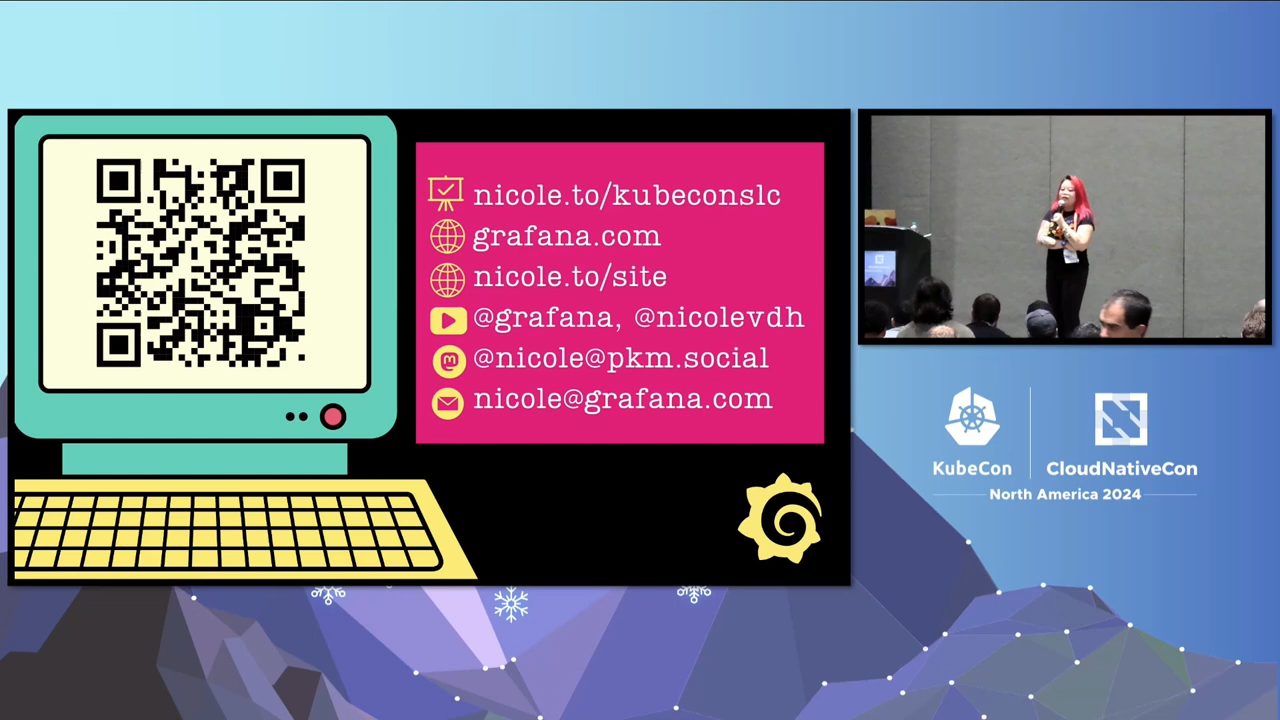 nicole.to/kubeconslc
grafana.com
nicole.to/site
@grafana, @nicolevdh
@nicole@pkm.social
nicole@grafana.com
KubeCon
CloudNativeCon
North America 2024